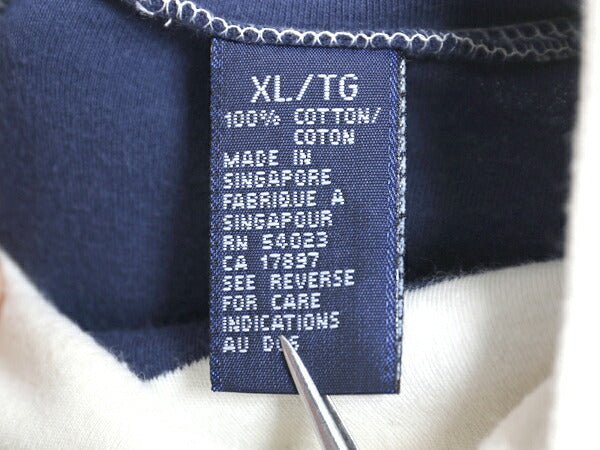 XL/TG
100% COTTON/
COTON
MADE IN
SINGAPORE
FABRIQUE A
SINGAPOUR
RN 54023
CA 17897
SEE REVERSE
FOR CARE
INDICATIONS
AU